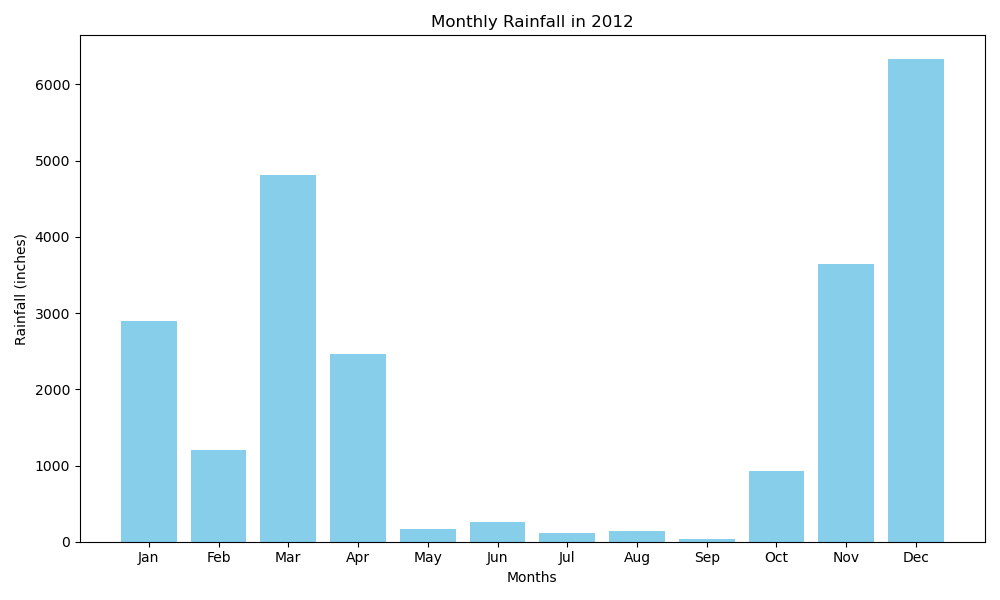 Monthly Rainfall in 2012
Rainfall (inches)
6000
5000
4000
3000
2000
1000
0
Jan Feb Mar Apr May Jun Jul Aug Sep Oct Nov Dec
Months